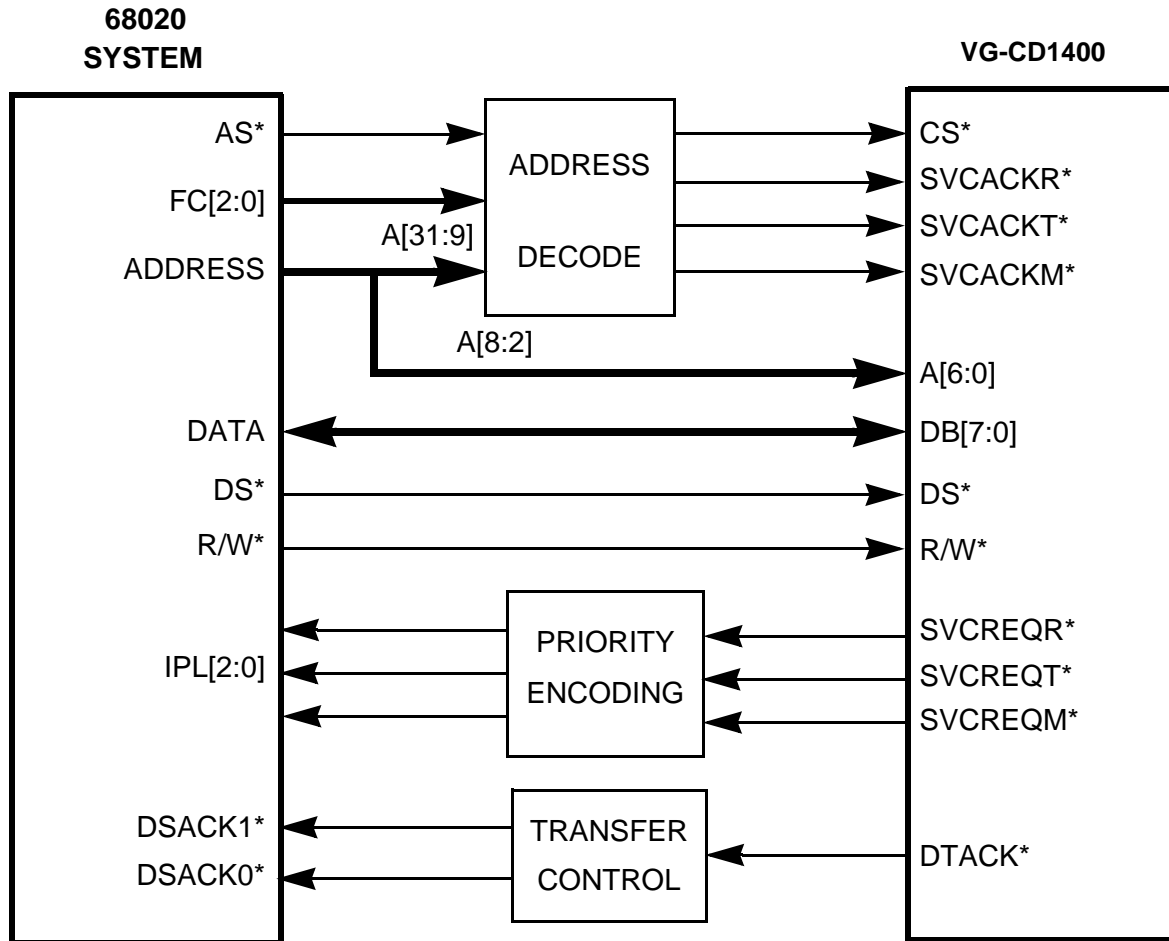 68020
SYSTEM
VG-CD1400
AS*
FC[2:0]
ADDRESS
A[31:9]
ADDRESS
DECODE
CS*
SVCACKR*
SVCACKT*
SVCACKM*
A[8:2]
A[6:0]
DATA
DB[7:0]
DS*
DS*
R/W*
R/W*
IPL[2:0]
PRIORITY
ENCODING
SVCREQR*
SVCREQT*
SVCREQM*
DSACK1*
DSACK0*
TRANSFER
CONTROL
DTACK*